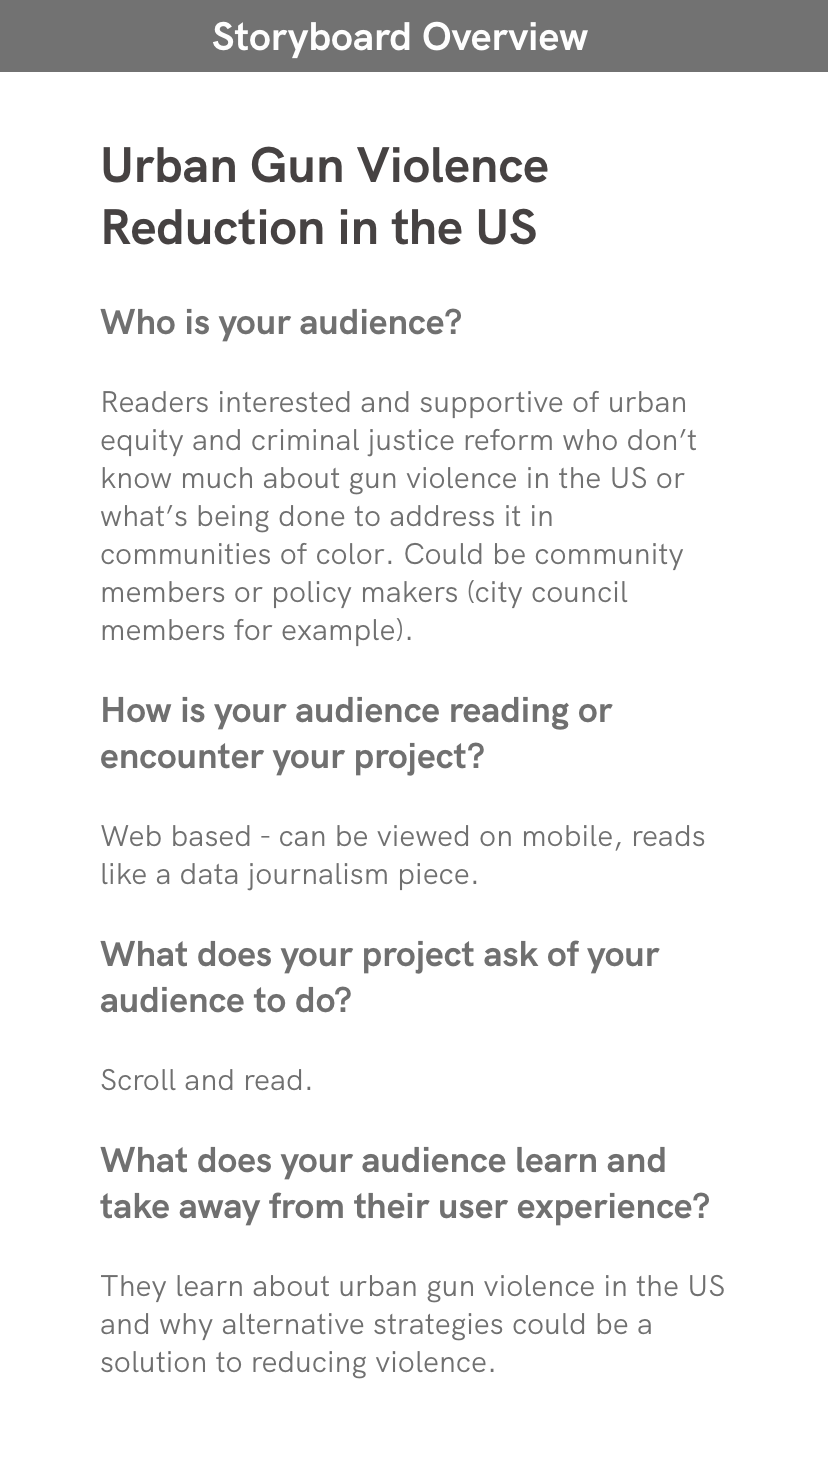 Storyboard Overview
Urban Gun Violence
Reduction in the US
Who is your audience?
Readers interested and supportive of urban
equity and criminal justice reform who don’t
know much about gun violence in the US or
what’s being done to address it in
communities of color. Could be community
members or policy makers (city council
members for example).
How is your audience reading or
encounter your project?
Web based - can be viewed on mobile, reads
like a data journalism piece.
What does your project ask of your
audience to do?
Scroll and read.
What does your audience learn and
take away from their user experience?
They learn about urban gun violence in the US
and why alternative strategies could be a
solution to reducing violence.